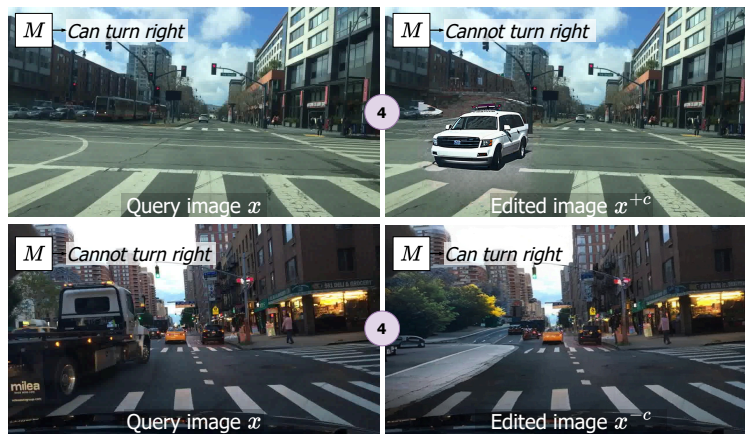 M Can turn right
M Cannot turn right
4
Query image x
Edited image x^{+c}
M Cannot turn right
M Can turn right
4
milea
Query image x
Edited image x^{-c}